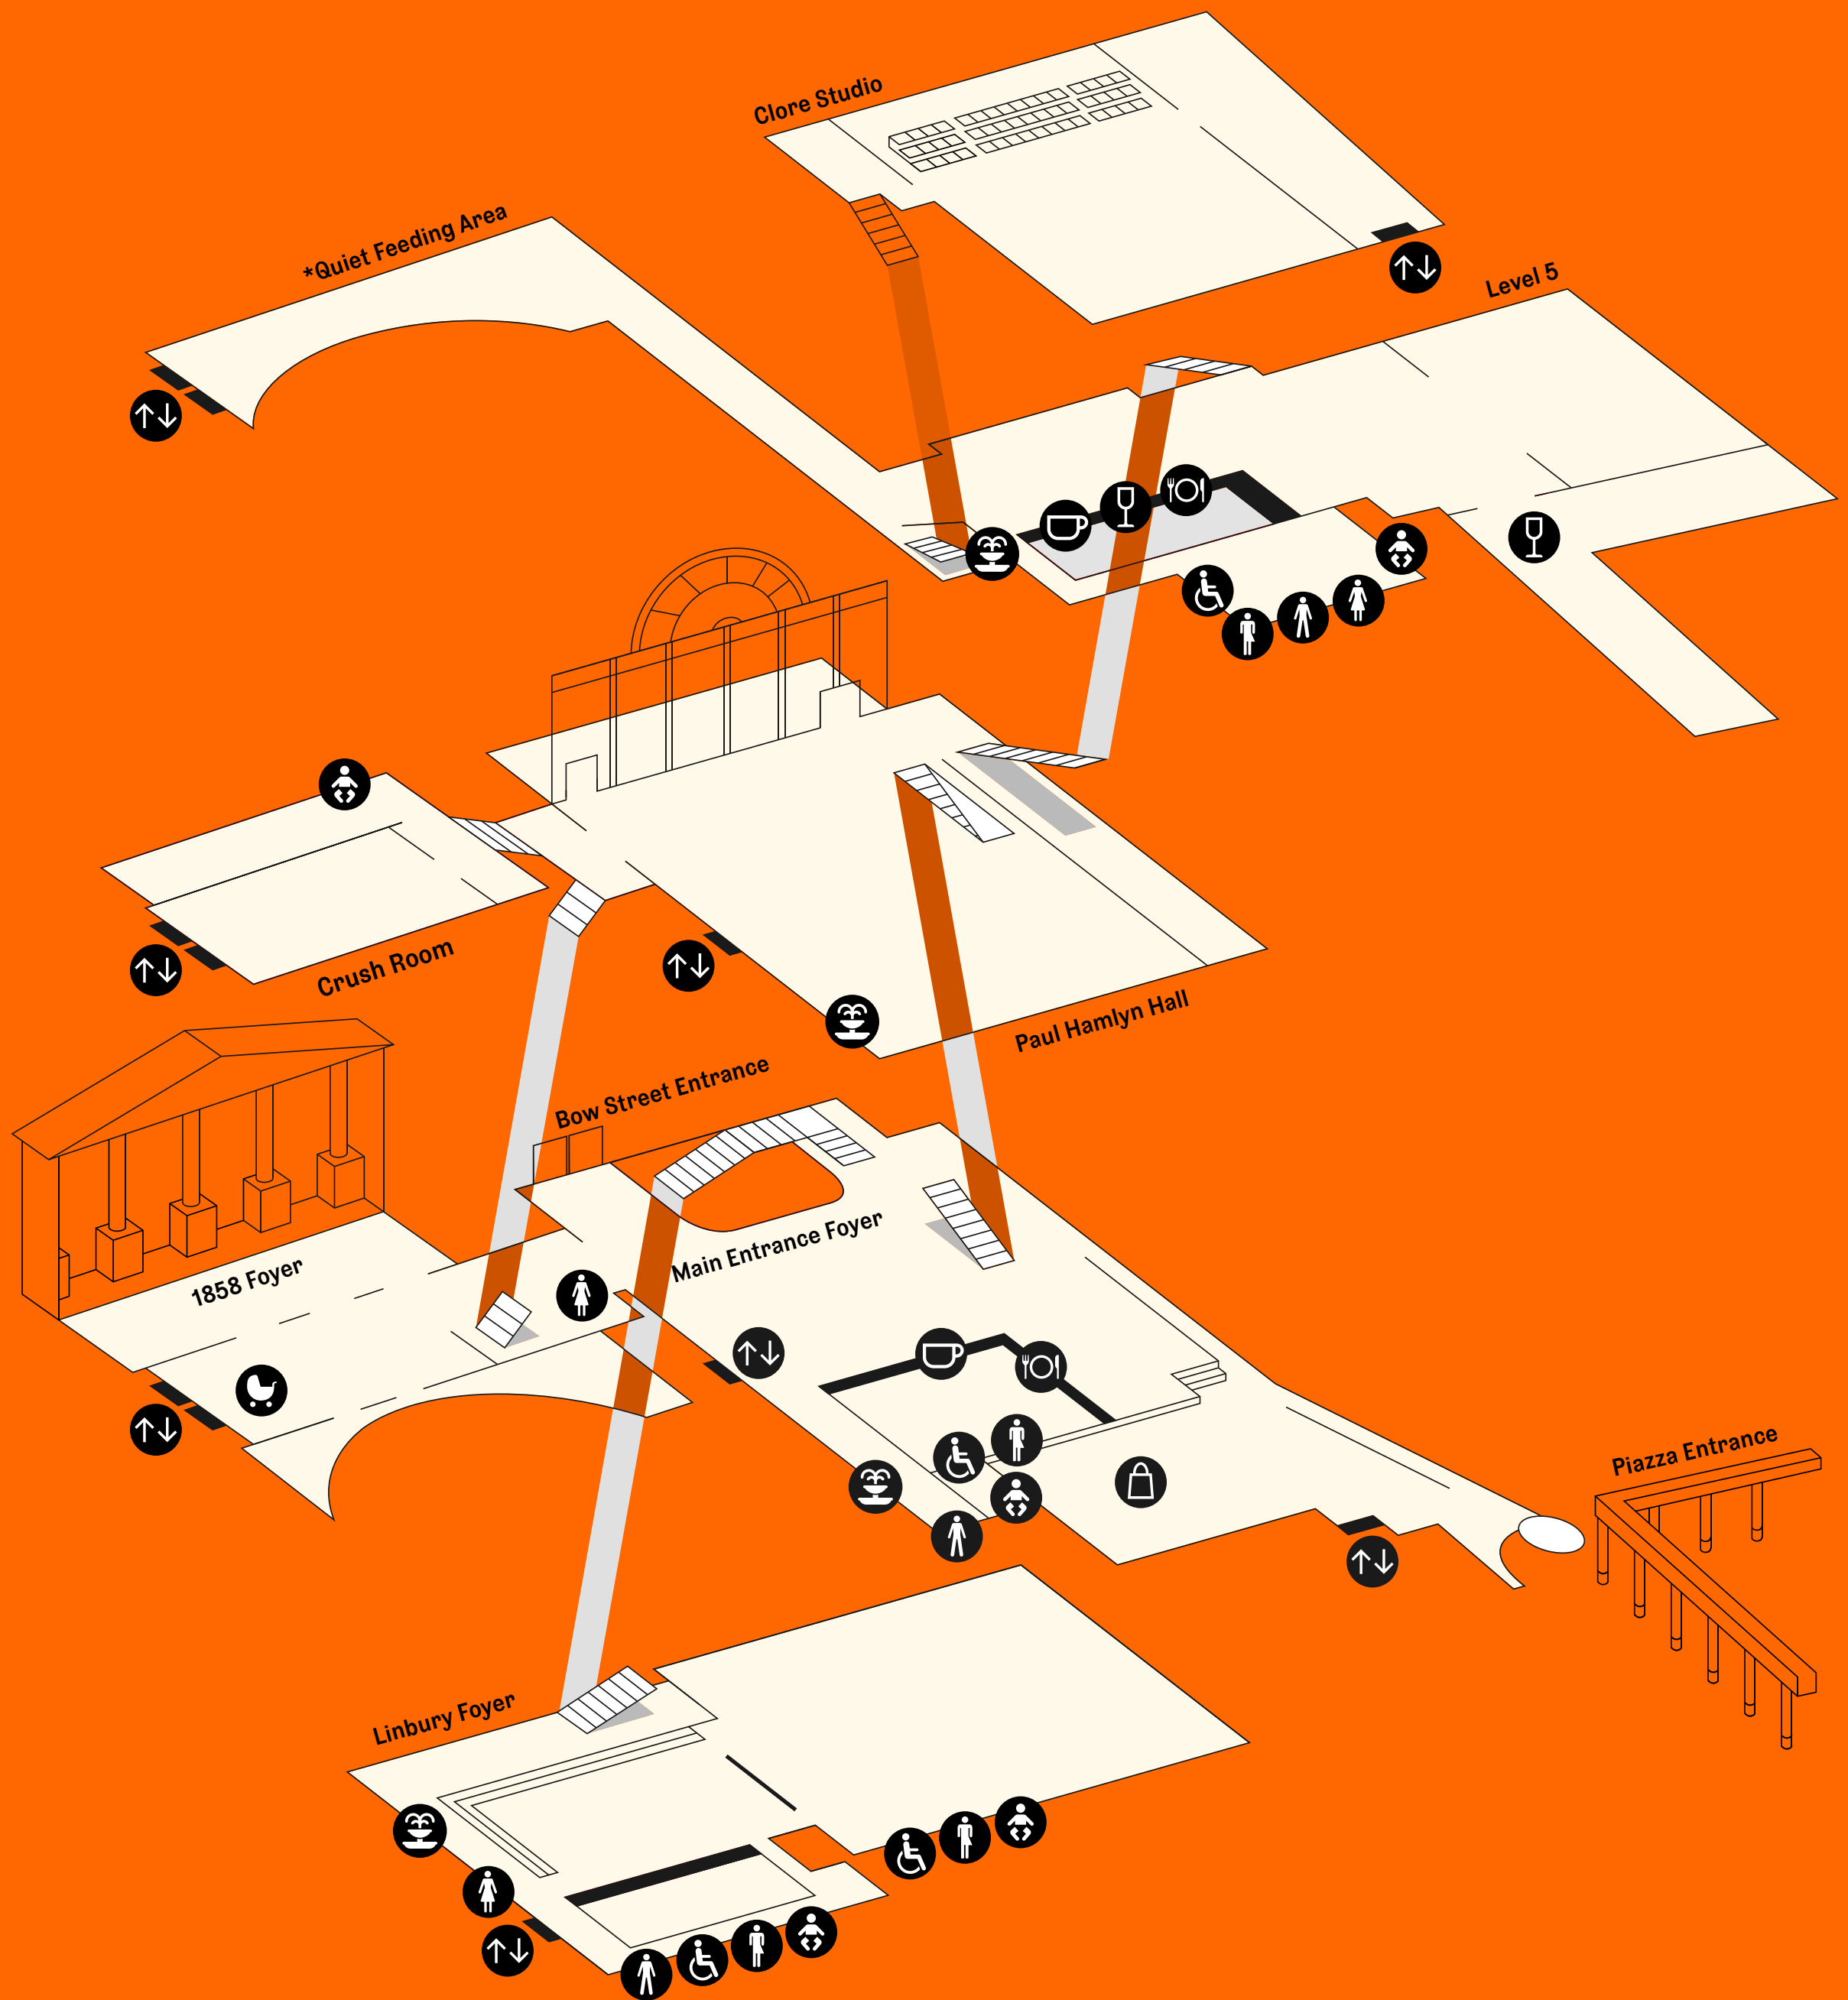 Clore Studio
*Quiet Feeding Area
Level 5
Crush Room
Paul Hamlyn Hall
Bow Street Entrance
Main Entrance Foyer
1858 Foyer
Piazza Entrance
Linbury Foyer